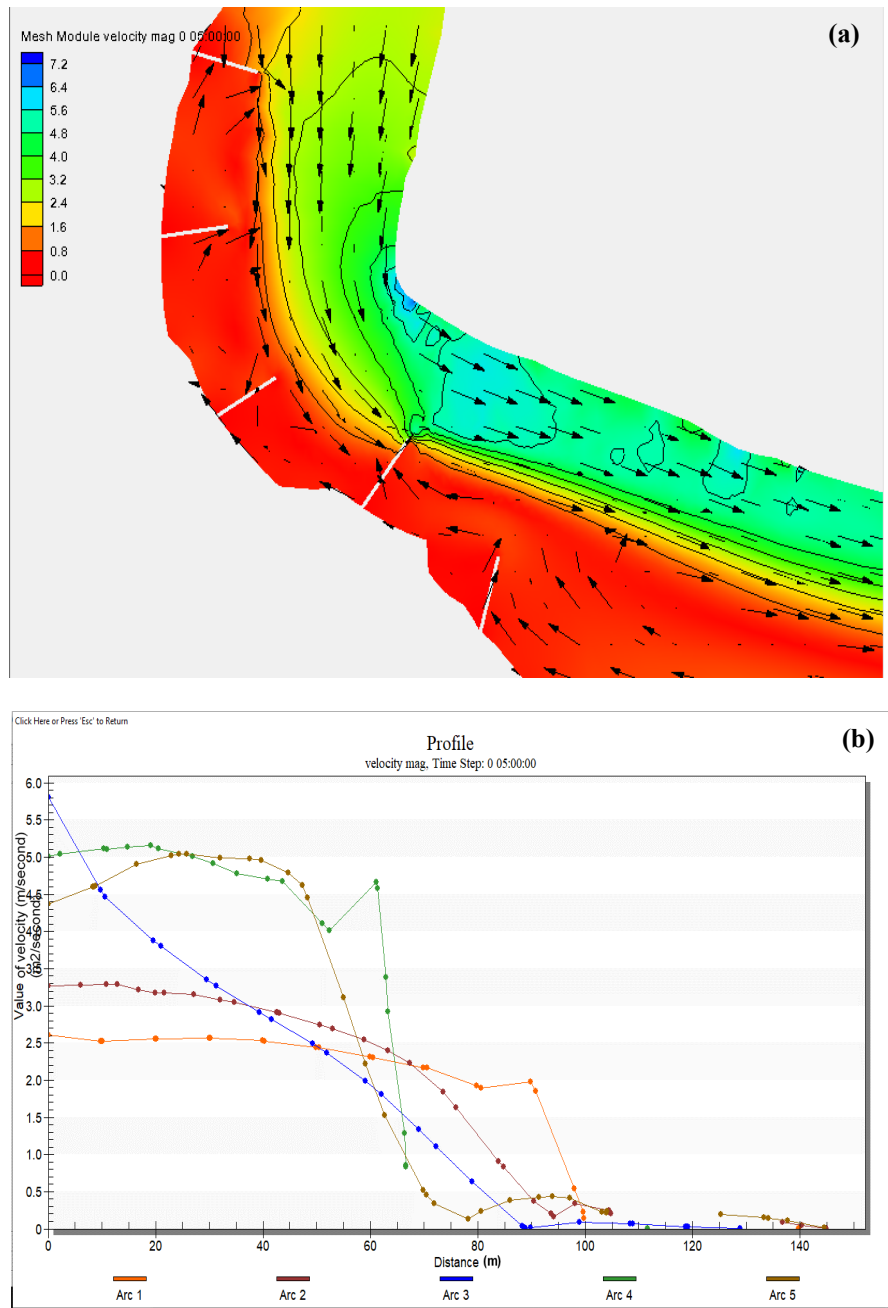 Mesh Module velocity mag 0 05:00:00
(a)
7.2
6.4
5.6
4.8
4.0
3.2
2.4
1.6
0.8
0.0
Click Here or Press 'Esc' to Return
(b)
Profile
velocity mag, Time Step: 0 05:00:00
Value of velocity (m/second)
6.0
5.5
5.0
4.5
4.0
3.5
3.0
2.5
2.0
1.5
1.0
0.5
0
0 20 40 60 80 100 120 140
Distance (m)
Arc 1 Arc 2 Arc 3 Arc 4 Arc 5